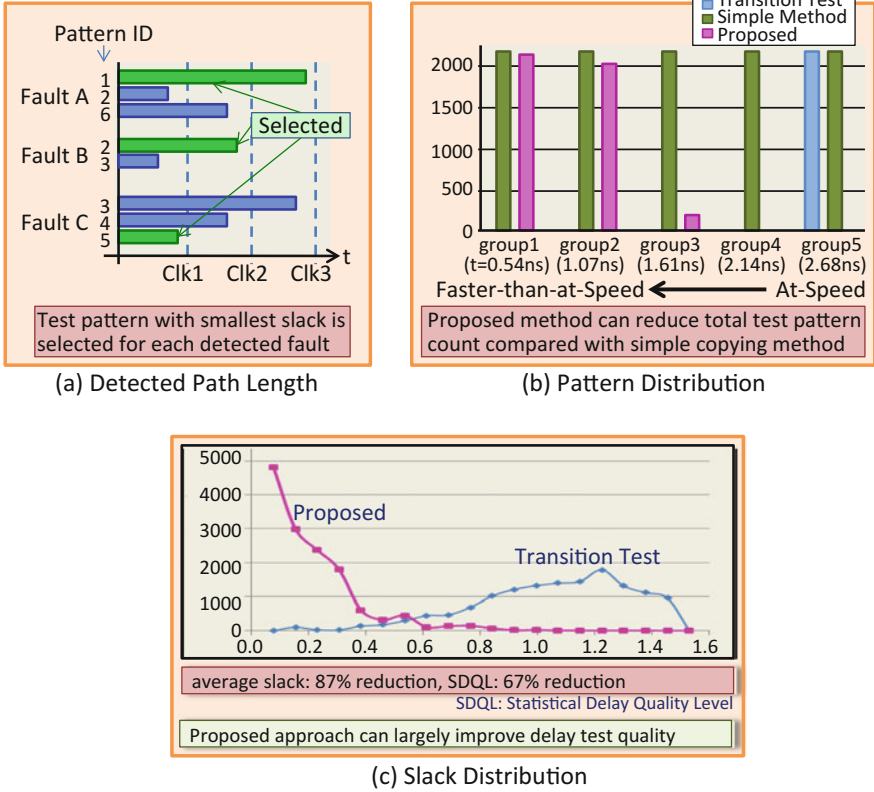 Pattern ID
Fault A
1
2
6
Selected
Fault B
2
3
Fault C
3
4
5
t
Clk1 Clk2 Clk3
Test pattern with smallest slack is
selected for each detected fault
(a) Detected Path Length
Transition Test
Simple Method
Proposed
2000
1500
1000
500
0
group1 group2 group3 group4 group5
(t=0.54ns) (1.07ns) (1.61ns) (2.14ns) (2.68ns)
Faster-than-at-Speed At-Speed
Proposed method can reduce total test pattern
count compared with simple copying method
(b) Pattern Distribution
5000
4000
3000
2000
1000
0
Proposed
Transition Test
0.0 0.2 0.4 0.6 0.8 1.0 1.2 1.4 1.6
average slack: 87% reduction, SDQL: 67% reduction
SDQL: Statistical Delay Quality Level
Proposed approach can largely improve delay test quality
(c) Slack Distribution